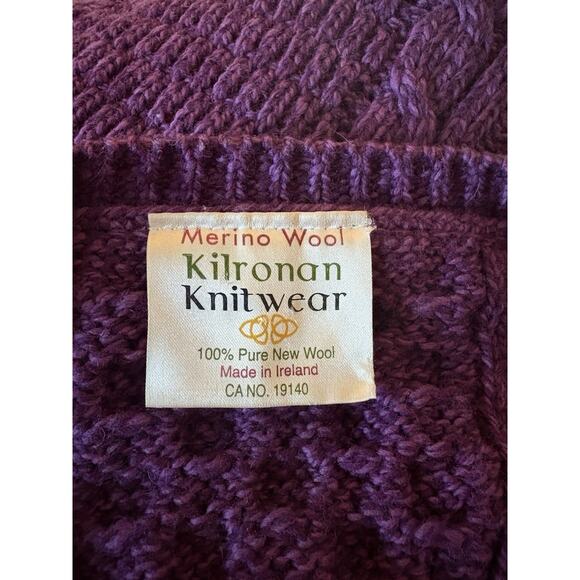 Merino Wool
Kilronan
Knitwear
100% Pure New Wool
Made in Ireland
CA NO. 19140